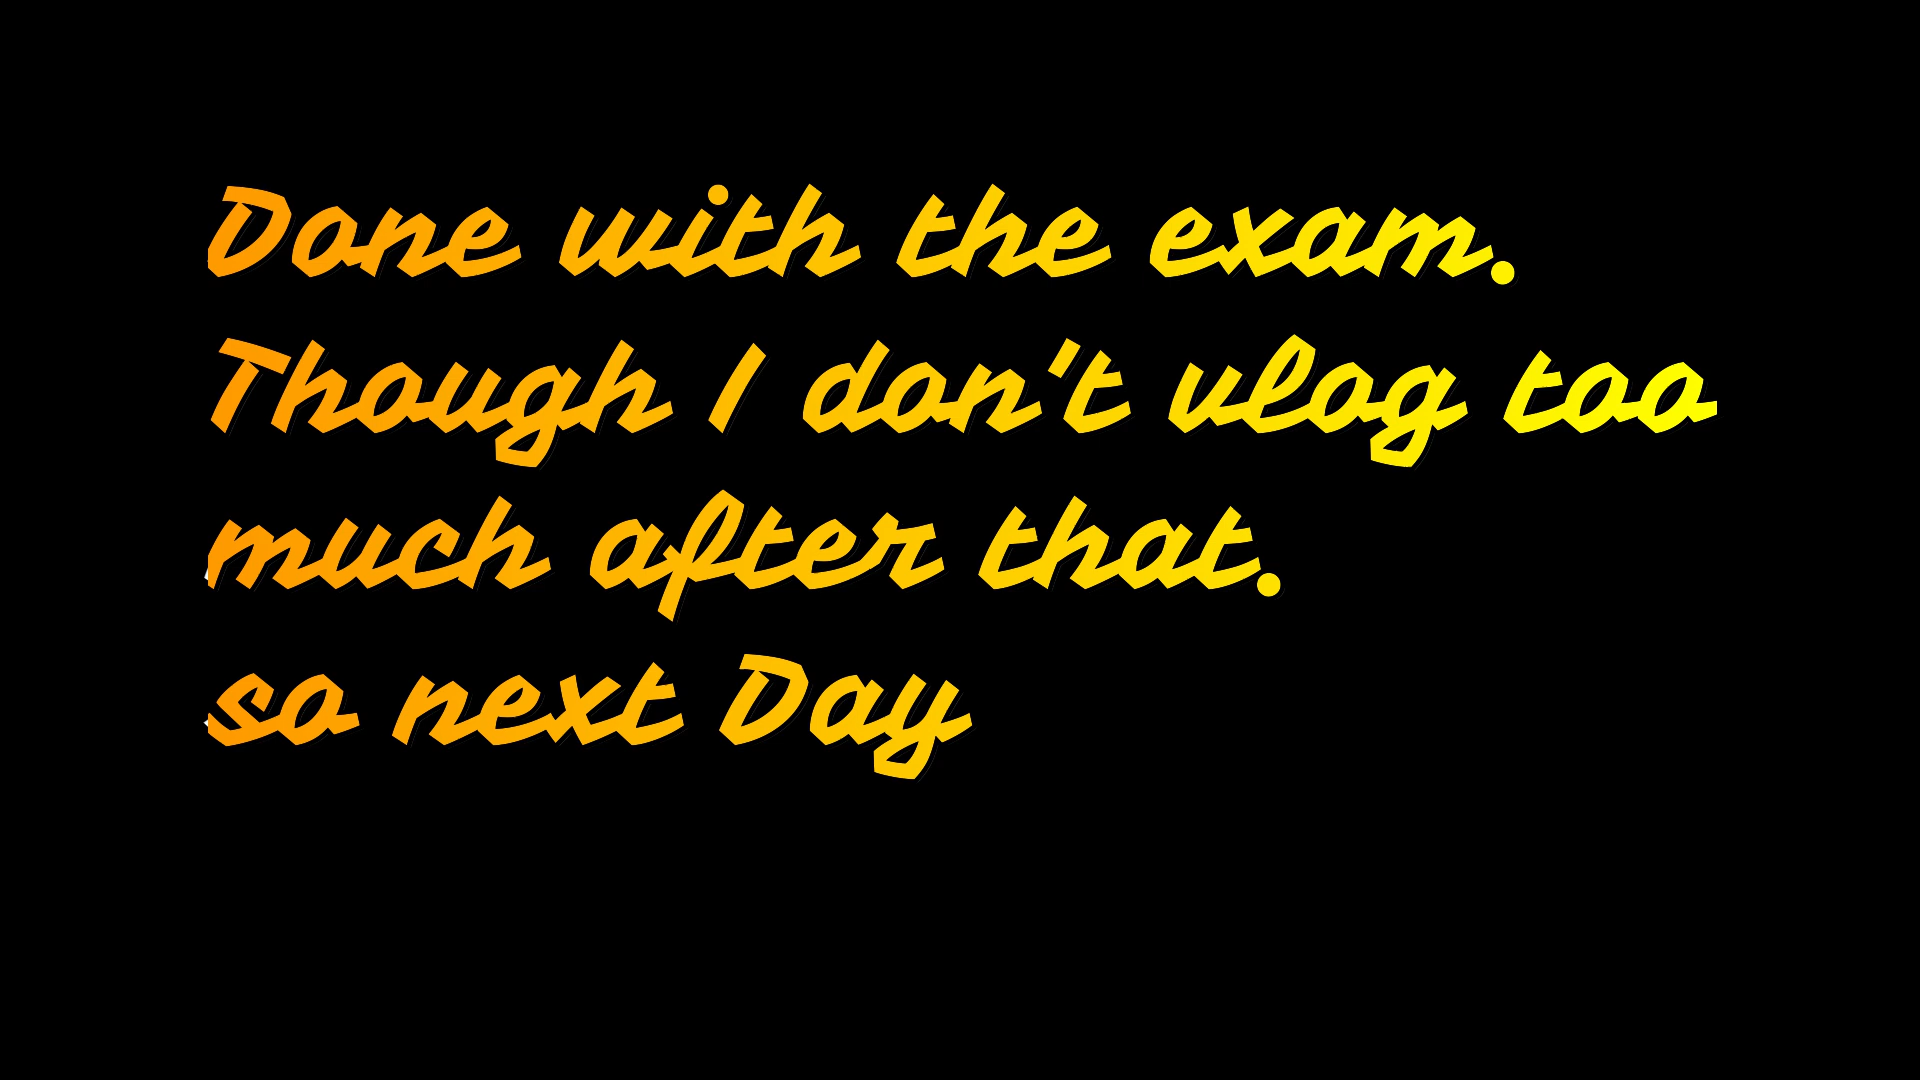 Done with the exam.
Though I don't vlog too
much after that.
so next Day